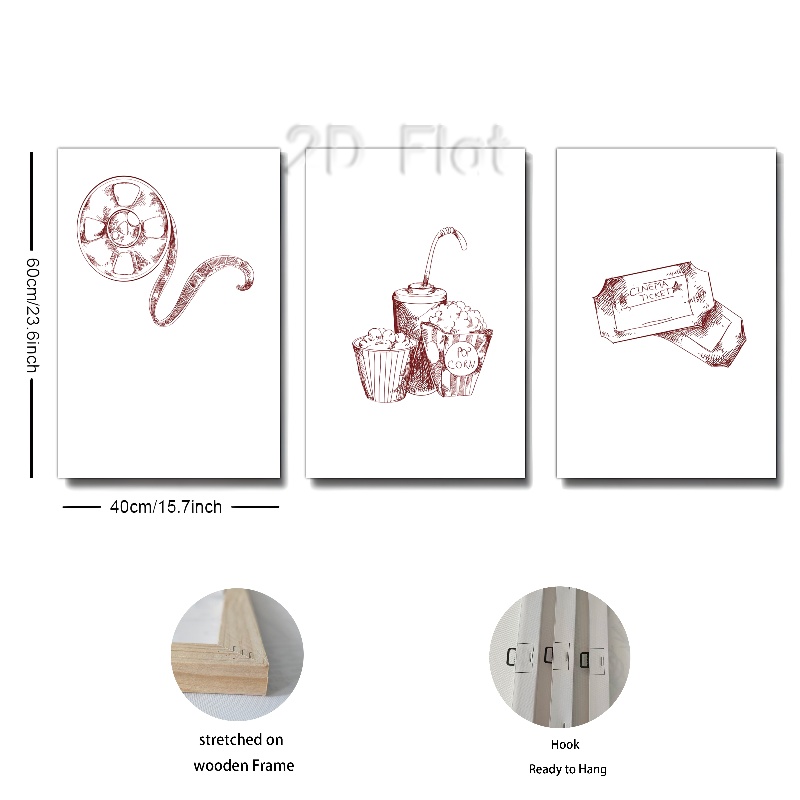 2D Flat
60cm/23.6inch
CINEMA
TICKET
POP
CORN
40cm/15.7inch
stretched on
wooden Frame
Hook
Ready to Hang